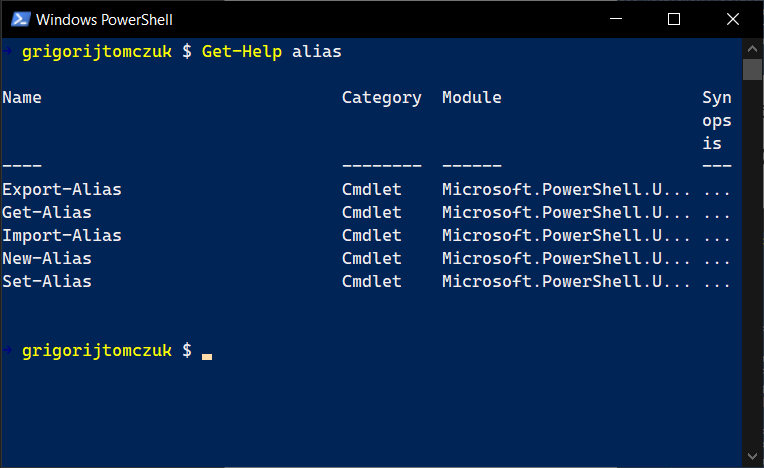 Windows PowerShell
→ grigorijtomczuk $ Get-Help alias
Name Category Module Syn
ops
is
---- -------- ------ ---
Export-Alias Cmdlet Microsoft.PowerShell.U... ...
Get-Alias Cmdlet Microsoft.PowerShell.U... ...
Import-Alias Cmdlet Microsoft.PowerShell.U... ...
New-Alias Cmdlet Microsoft.PowerShell.U... ...
Set-Alias Cmdlet Microsoft.PowerShell.U... ...
→ grigorijtomczuk $